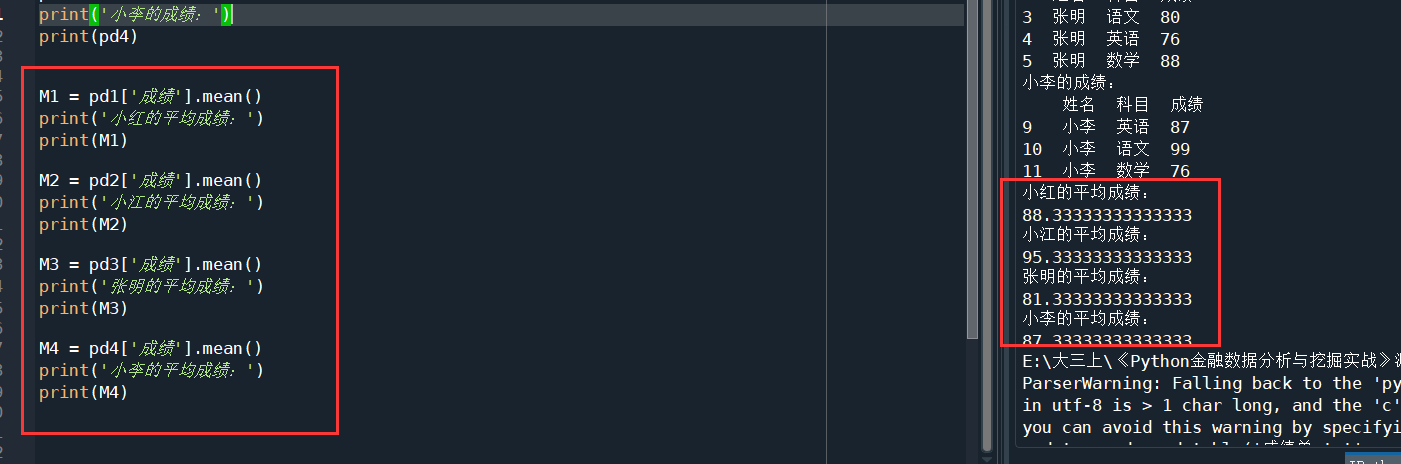 print('小李的成绩：')
print(pd4)
M1 = pd1['成绩'].mean()
print('小红的平均成绩：')
print(M1)
M2 = pd2['成绩'].mean()
print('小江的平均成绩：')
print(M2)
M3 = pd3['成绩'].mean()
print('张明的平均成绩：')
print(M3)
M4 = pd4['成绩'].mean()
print('小李的平均成绩：')
print(M4)
3 张明 语文 80
4 张明 英语 76
5 张明 数学 88
小李的成绩：
姓名 科目 成绩
9 小李 英语 87
10 小李 语文 99
11 小李 数学 76
小红的平均成绩：
88.33333333333333
小江的平均成绩：
95.33333333333333
张明的平均成绩：
81.33333333333333
小李的平均成绩：
87.33333333333333
E:\大三上\《Python金融数据分析与挖掘实战》
ParserWarning: Falling back to the 'py
in utf-8 is > 1 char long, and the 'c'
you can avoid this warning by specifyi